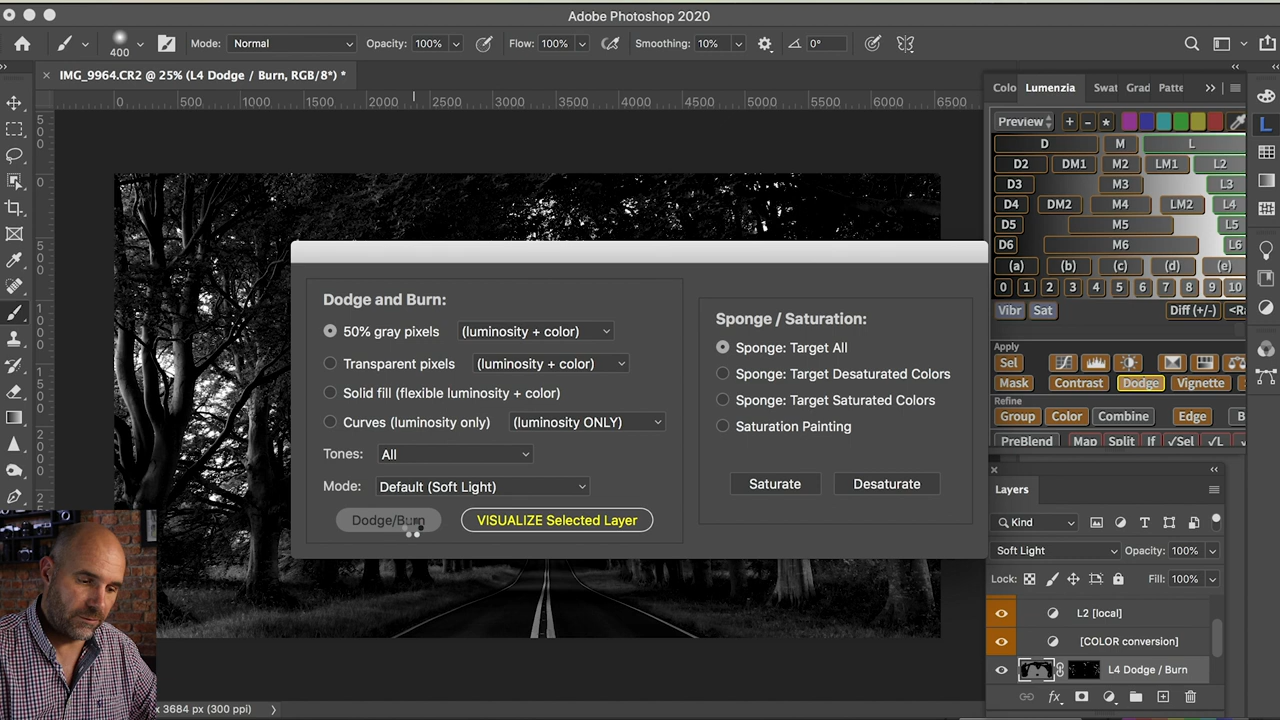 Adobe Photoshop 2020
400
Mode: Normal
Opacity: 100%
Flow: 100%
Smoothing: 10%
0°
IMG_9964.CR2 @ 25% (L4 Dodge / Burn, RGB/8*) *
0 500 1000 1500 2000 2500 3000 3500 4000 4500 5000 5500 6000 6500
Colo Lumenzia Swat Grad Patte
Preview + - *
D M L
D2 DM1 M2 LM1 L2
D3 M3 L3
D4 DM2 M4 LM2 L4
D5 M5 L5
D6 M6 L6
(a) (b) (c) (d) (e)
0 1 2 3 4 5 6 7 8 9 10
Vibr Sat Diff (+/-) <Ra
Apply
Sel
Mask Contrast Dodge Vignette
Refine
Group Color Combine Edge B
PreBlend Map Split If √Sel √L
Dodge and Burn:
50% gray pixels (luminosity + color)
Transparent pixels (luminosity + color)
Solid fill (flexible luminosity + color)
Curves (luminosity only) (luminosity ONLY)
Tones: All
Mode: Default (Soft Light)
Dodge/Burn VISUALIZE Selected Layer
Sponge / Saturation:
Sponge: Target All
Sponge: Target Desaturated Colors
Sponge: Target Saturated Colors
Saturation Painting
Saturate Desaturate
Layers
Kind
Soft Light Opacity: 100%
Lock: Fill: 100%
L2 [local]
[COLOR conversion]
L4 Dodge / Burn
fx
x 3684 px (300 ppi)